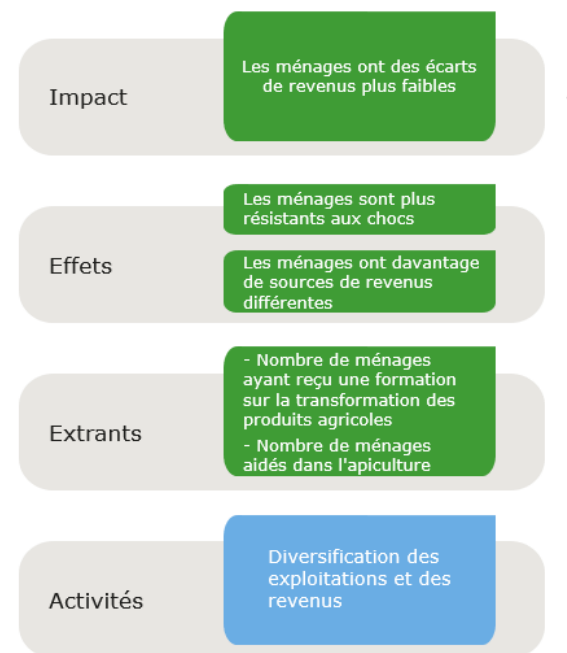 Impact
Les ménages ont des écarts
de revenus plus faibles
Effets
Les ménages sont plus
résistants aux chocs
Les ménages ont davantage
de sources de revenus
différentes
Extrants
- Nombre de ménages
ayant reçu une formation
sur la transformation des
produits agricoles
- Nombre de ménages
aidés dans l'apiculture
Activités
Diversification des
exploitations et des
revenus